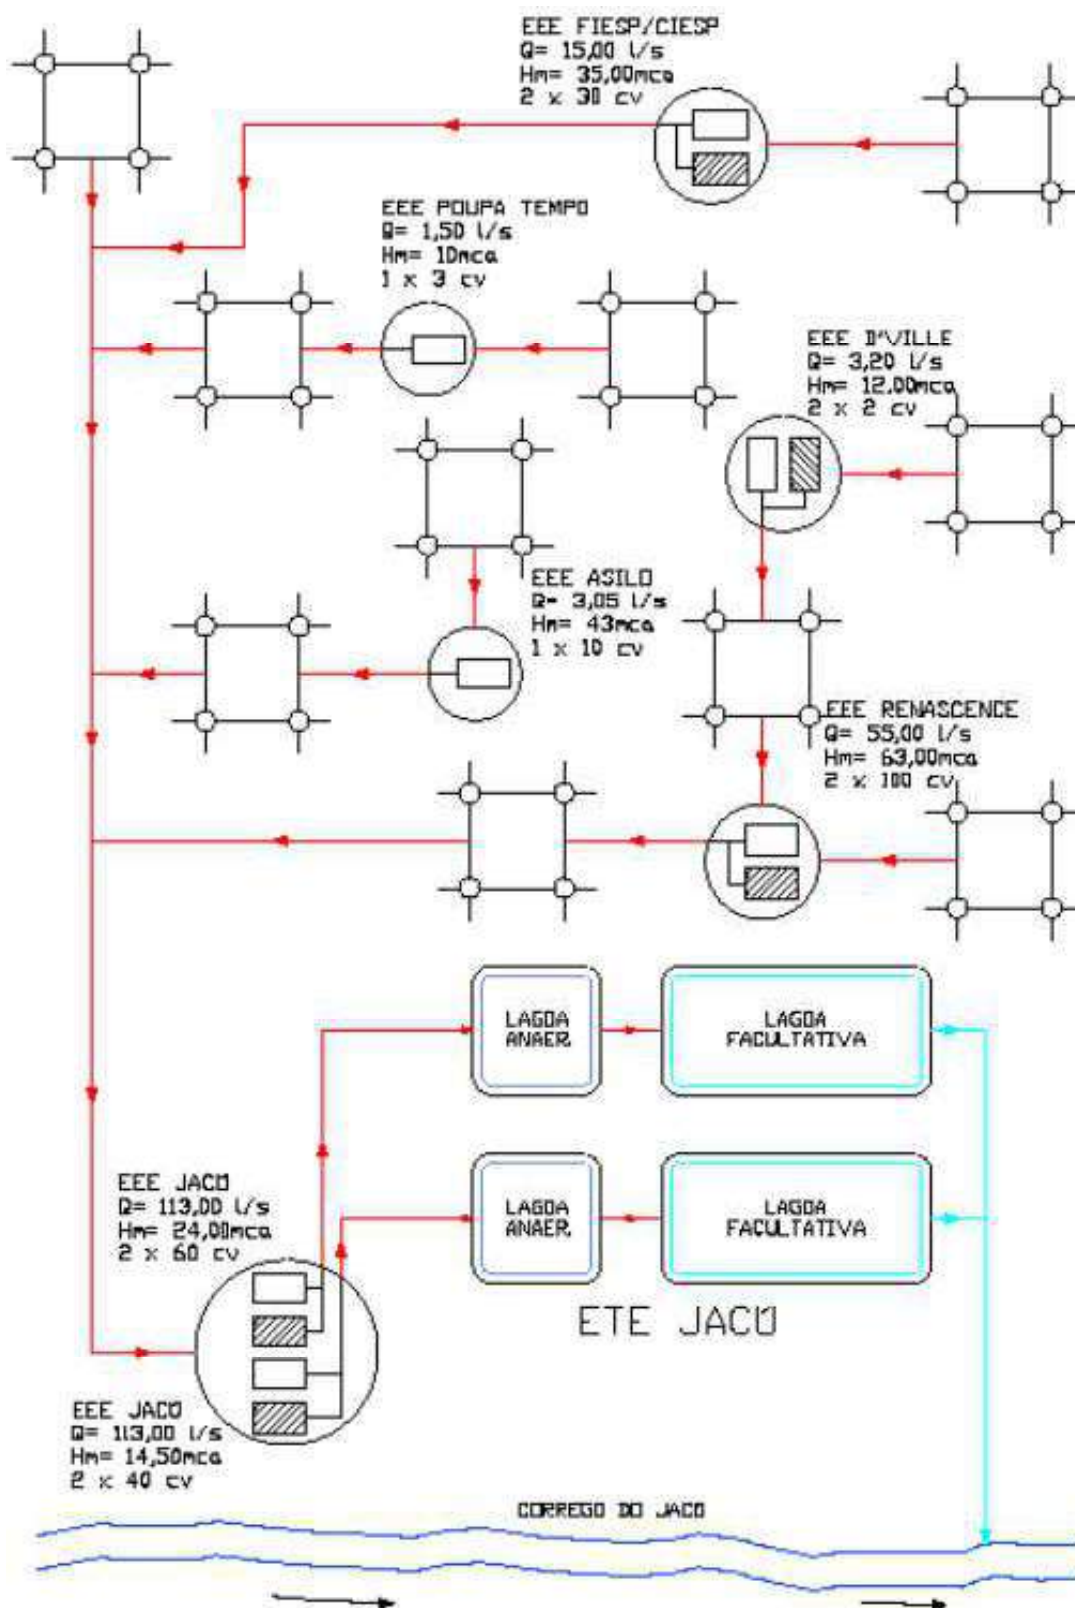 EEE FIESP/CIESP
Q= 15,00 l/s
Hm= 35,00mca
2 x 30 cv
EEE POUPA TEMPO
Q= 1,50 l/s
Hm= 10mca
1 x 3 cv
EEE D'VILLE
Q= 3,20 l/s
Hm= 12,00mca
2 x 2 cv
EEE ASILO
Q= 3,05 l/s
Hm= 43mca
1 x 10 cv
EEE RENASCENCE
Q= 55,00 l/s
Hm= 63,00mca
2 x 100 cv
LAGOA
ANAER.
LAGOA
FACULTATIVA
EEE JACÚ
Q= 113,00 l/s
Hm= 24,00mca
2 x 60 cv
LAGOA
ANAER.
LAGOA
FACULTATIVA
ETE JACÚ
EEE JACÚ
Q= 113,00 l/s
Hm= 14,50mca
2 x 40 cv
CORREGO DO JACÚ